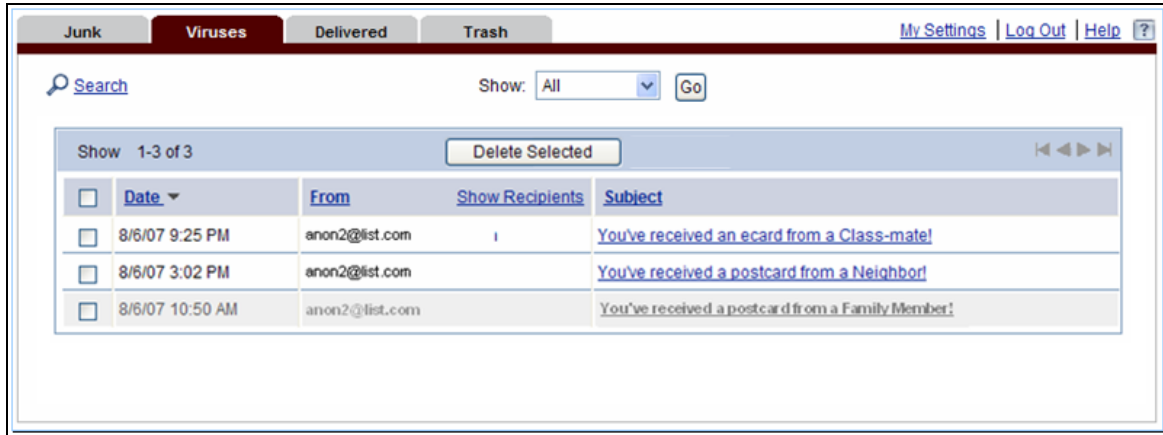 Junk Viruses Delivered Trash My Settings | Log Out | Help ?
Search Show: All Go
Show 1-3 of 3 Delete Selected
Date From Show Recipients Subject
8/6/07 9:25 PM anon2@list.com You've received an ecard from a Class-mate!
8/6/07 3:02 PM anon2@list.com You've received a postcard from a Neighbor!
8/6/07 10:50 AM anon2@list.com You've received a postcard from a Family Member!